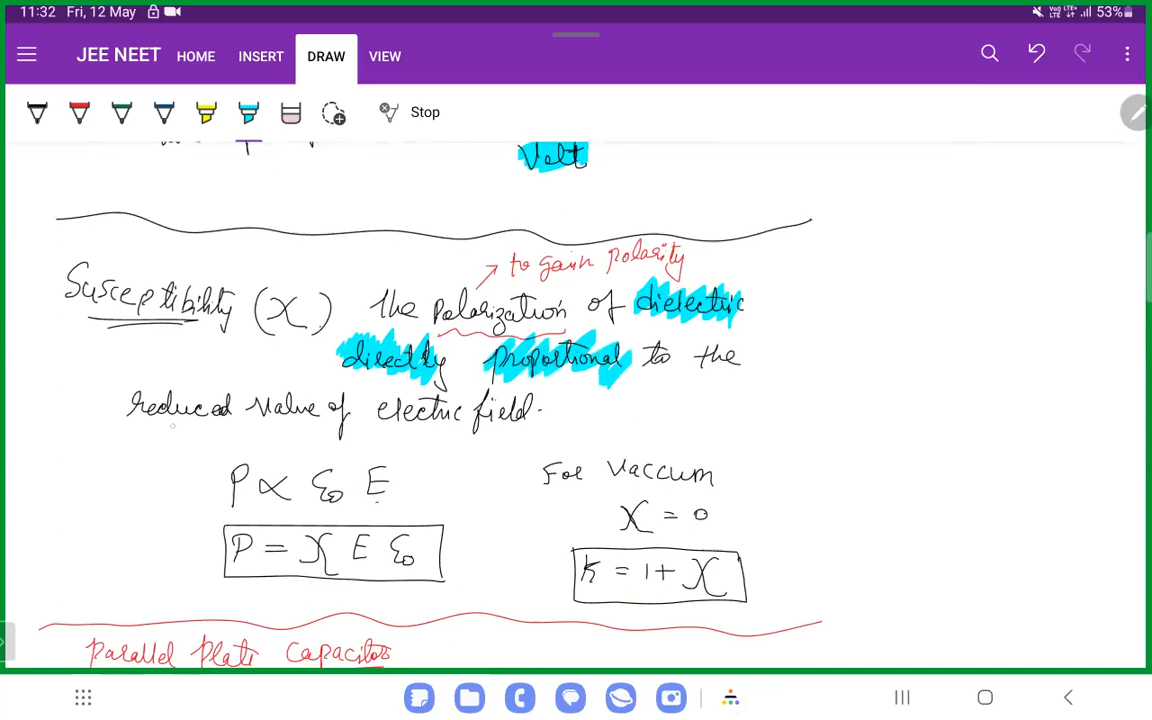 11:32 Fri, 12 May 53%
JEE NEET HOME INSERT DRAW VIEW
Stop
Volt
to gain polarity
Susceptibility (X) the polarization of dielectric
directly proportional to the
reduced value of electric field.
P ∝ ε₀ E
For Vaccum
X = 0
P = X E ε₀
K = 1 + X
Parallel Plate Capacitor